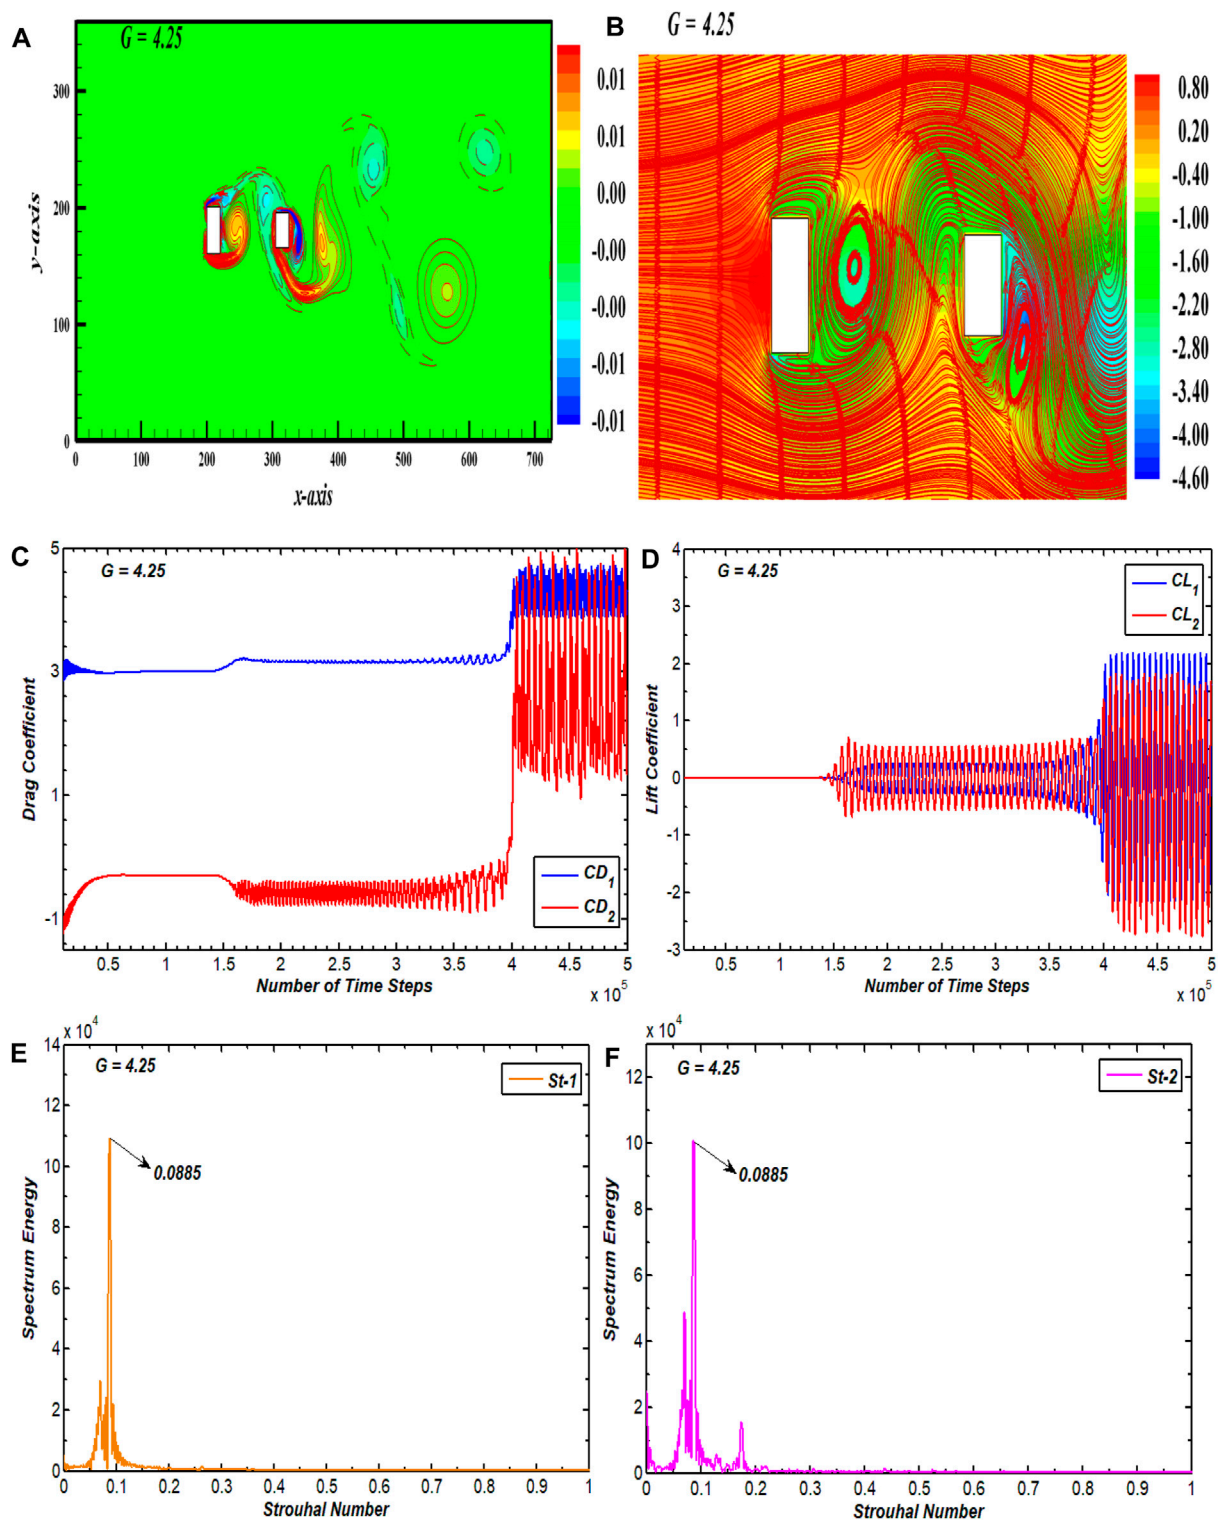 A
G = 4.25
300
200
100
0
y-axis
0 100 200 300 400 500 600 700
x-axis
0.01
0.01
0.00
-0.00
-0.00
-0.01
-0.01
B
G = 4.25
0.80
0.20
-0.40
-1.00
-1.60
-2.20
-2.80
-3.40
-4.00
-4.60
C
G = 4.25
5
3
1
-1
Drag Coefficient
CD1
CD2
0.5 1 1.5 2 2.5 3 3.5 4 4.5 5
Number of Time Steps
x 10^5
D
G = 4.25
4
3
2
1
0
-1
-2
-3
Lift Coefficient
CL1
CL2
0.5 1 1.5 2 2.5 3 3.5 4 4.5 5
Number of Time Steps
x 10^5
E
x 10^4
G = 4.25
St-1
14
12
10
8
6
4
2
0
Spectrum Energy
0.0885
0 0.1 0.2 0.3 0.4 0.5 0.6 0.7 0.8 0.9 1
Strouhal Number
F
x 10^4
G = 4.25
St-2
12
10
8
6
4
2
0
Spectrum Energy
0.0885
0 0.1 0.2 0.3 0.4 0.5 0.6 0.7 0.8 0.9 1
Strouhal Number